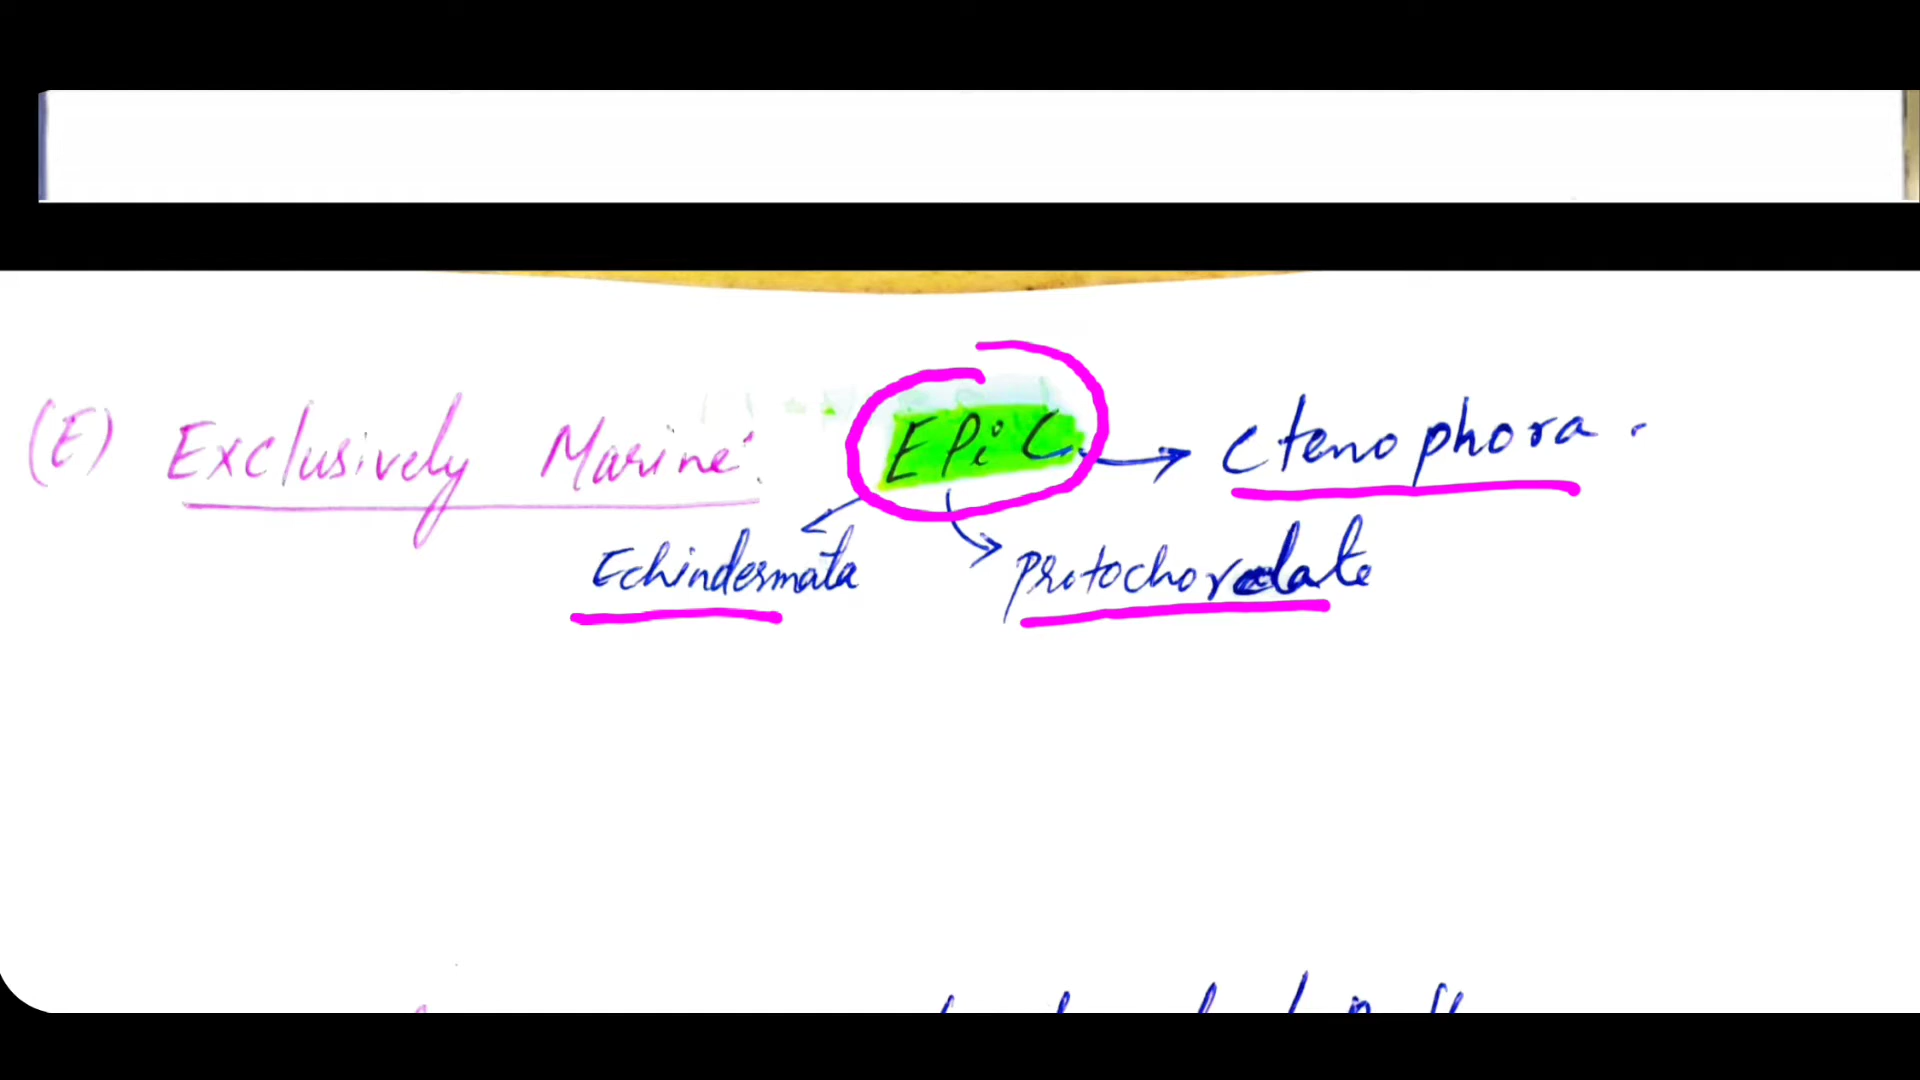 (E) Exclusively Marine: EPiC → Ctenophora.
Echindermata protochordate